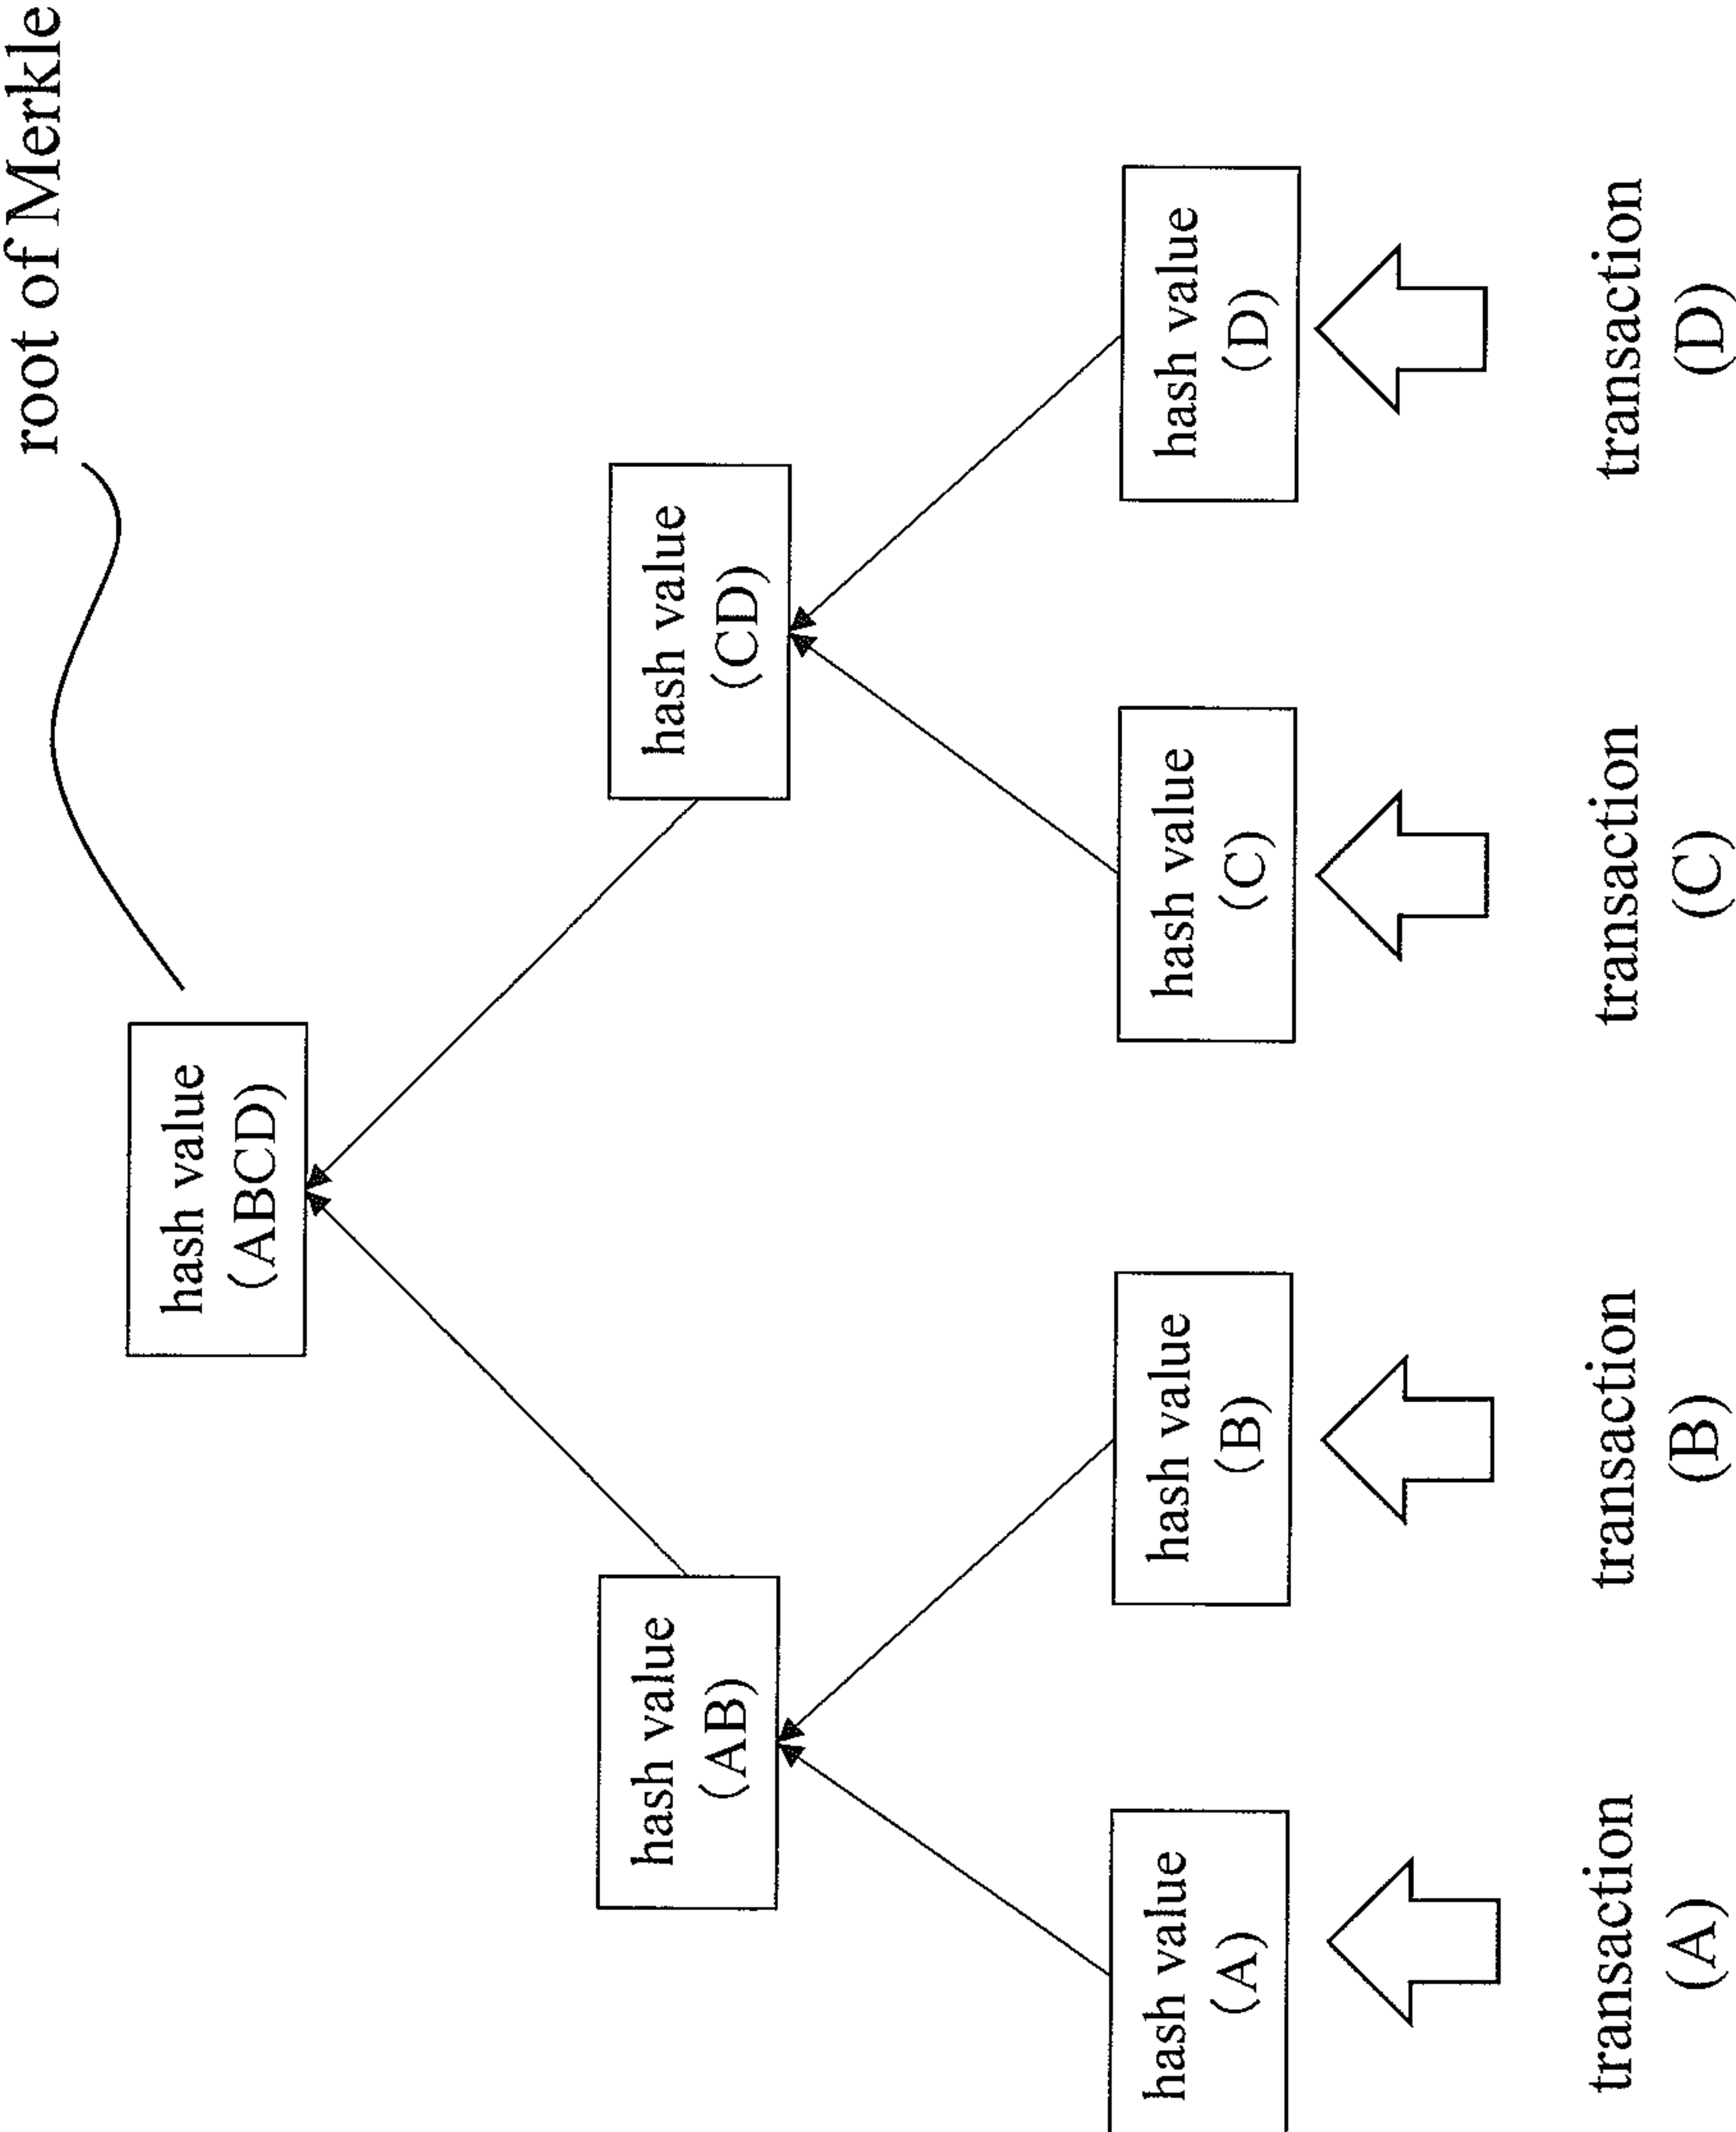 root of Merkle
hash value
(ABCD)
hash value
(AB)
hash value
(CD)
hash value
(A)
hash value
(B)
hash value
(C)
hash value
(D)
transaction
(A)
transaction
(B)
transaction
(C)
transaction
(D)